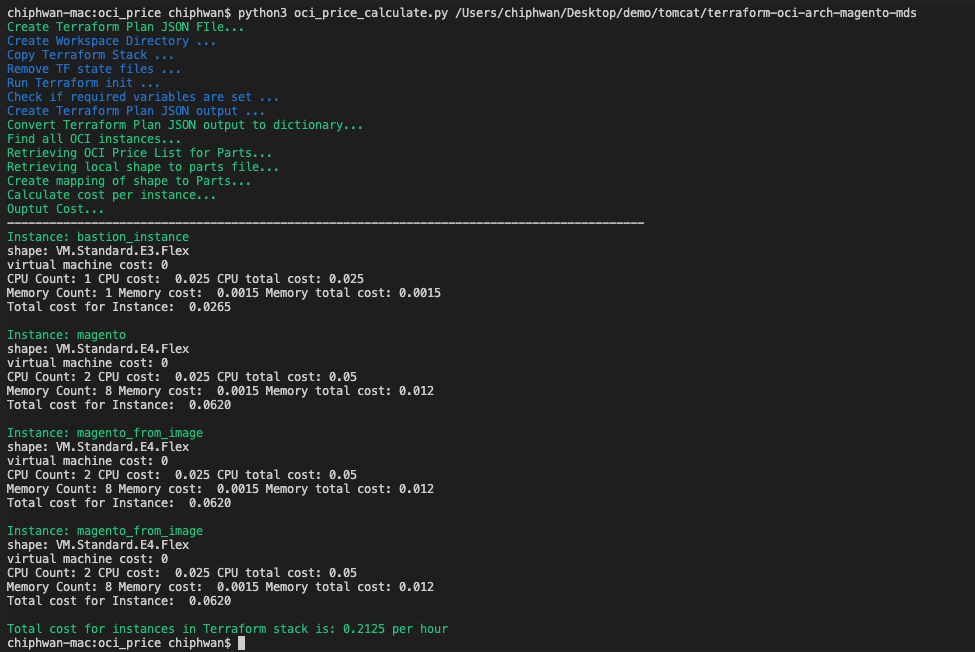 chiphwan-mac:oci_price chiphwan$ python3 oci_price_calculate.py /Users/chiphwan/Desktop/demo/tomcat/terraform-oci-arch-magento-mds
Create Terraform Plan JSON FIle...
Create Workspace Directory ...
Copy Terraform Stack ...
Remove TF state files ...
Run Terraform init ...
Check if required variables are set ...
Create Terraform Plan JSON output ...
Convert Terraform Plan JSON output to dictionary...
Find all OCI instances...
Retrieving OCI Price List for Parts...
Retrieving local shape to parts file...
Create mapping of shape to Parts...
Calculate cost per instance...
Ouptut Cost...
Instance: bastion_instance
shape: VM.Standard.E3.Flex
virtual machine cost: 0
CPU Count: 1 CPU cost:  0.025 CPU total cost: 0.025
Memory Count: 1 Memory cost:  0.0015 Memory total cost: 0.0015
Total cost for Instance:  0.0265
Instance: magento
shape: VM.Standard.E4.Flex
virtual machine cost: 0
CPU Count: 2 CPU cost:  0.025 CPU total cost: 0.05
Memory Count: 8 Memory cost:  0.0015 Memory total cost: 0.012
Total cost for Instance:  0.0620
Instance: magento_from_image
shape: VM.Standard.E4.Flex
virtual machine cost: 0
CPU Count: 2 CPU cost:  0.025 CPU total cost: 0.05
Memory Count: 8 Memory cost:  0.0015 Memory total cost: 0.012
Total cost for Instance:  0.0620
Instance: magento_from_image
shape: VM.Standard.E4.Flex
virtual machine cost: 0
CPU Count: 2 CPU cost:  0.025 CPU total cost: 0.05
Memory Count: 8 Memory cost:  0.0015 Memory total cost: 0.012
Total cost for Instance:  0.0620
Total cost for instances in Terraform stack is: 0.2125 per hour
chiphwan-mac:oci_price chiphwan$